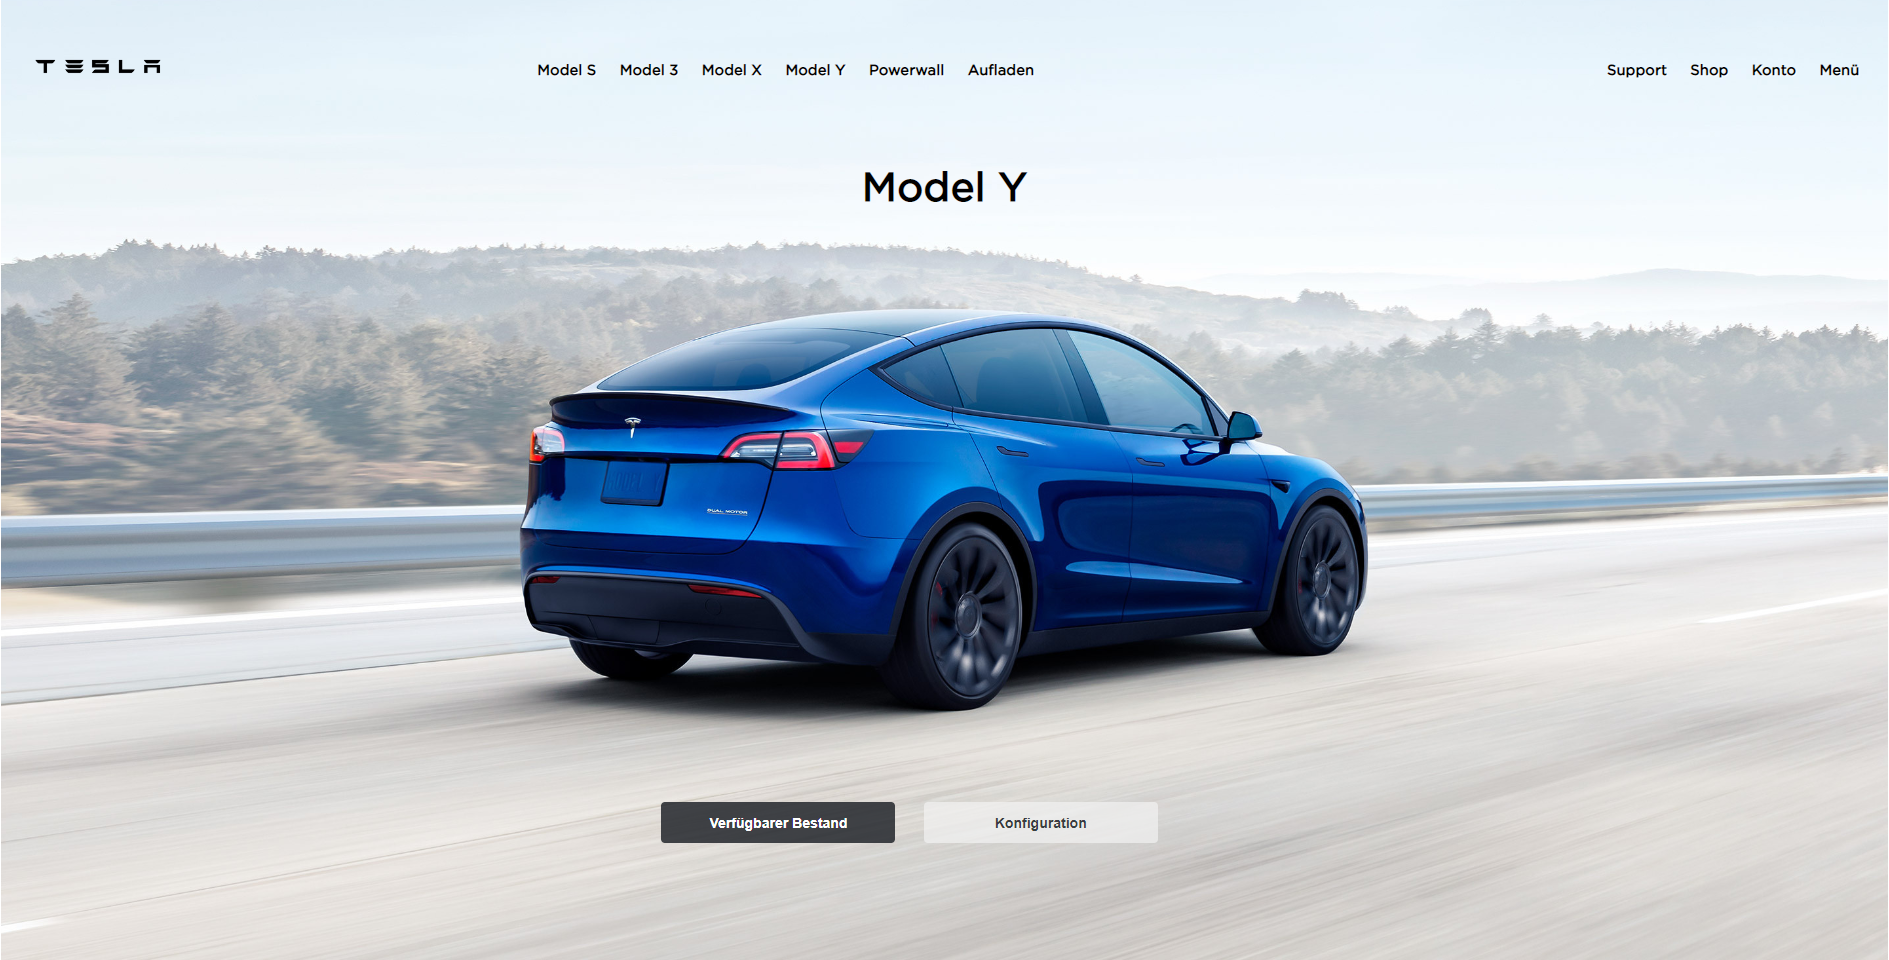 TESLA
Model S Model 3 Model X Model Y Powerwall Aufladen
Support Shop Konto Menü
Model Y
DUAL MOTOR
Verfügbarer Bestand
Konfiguration